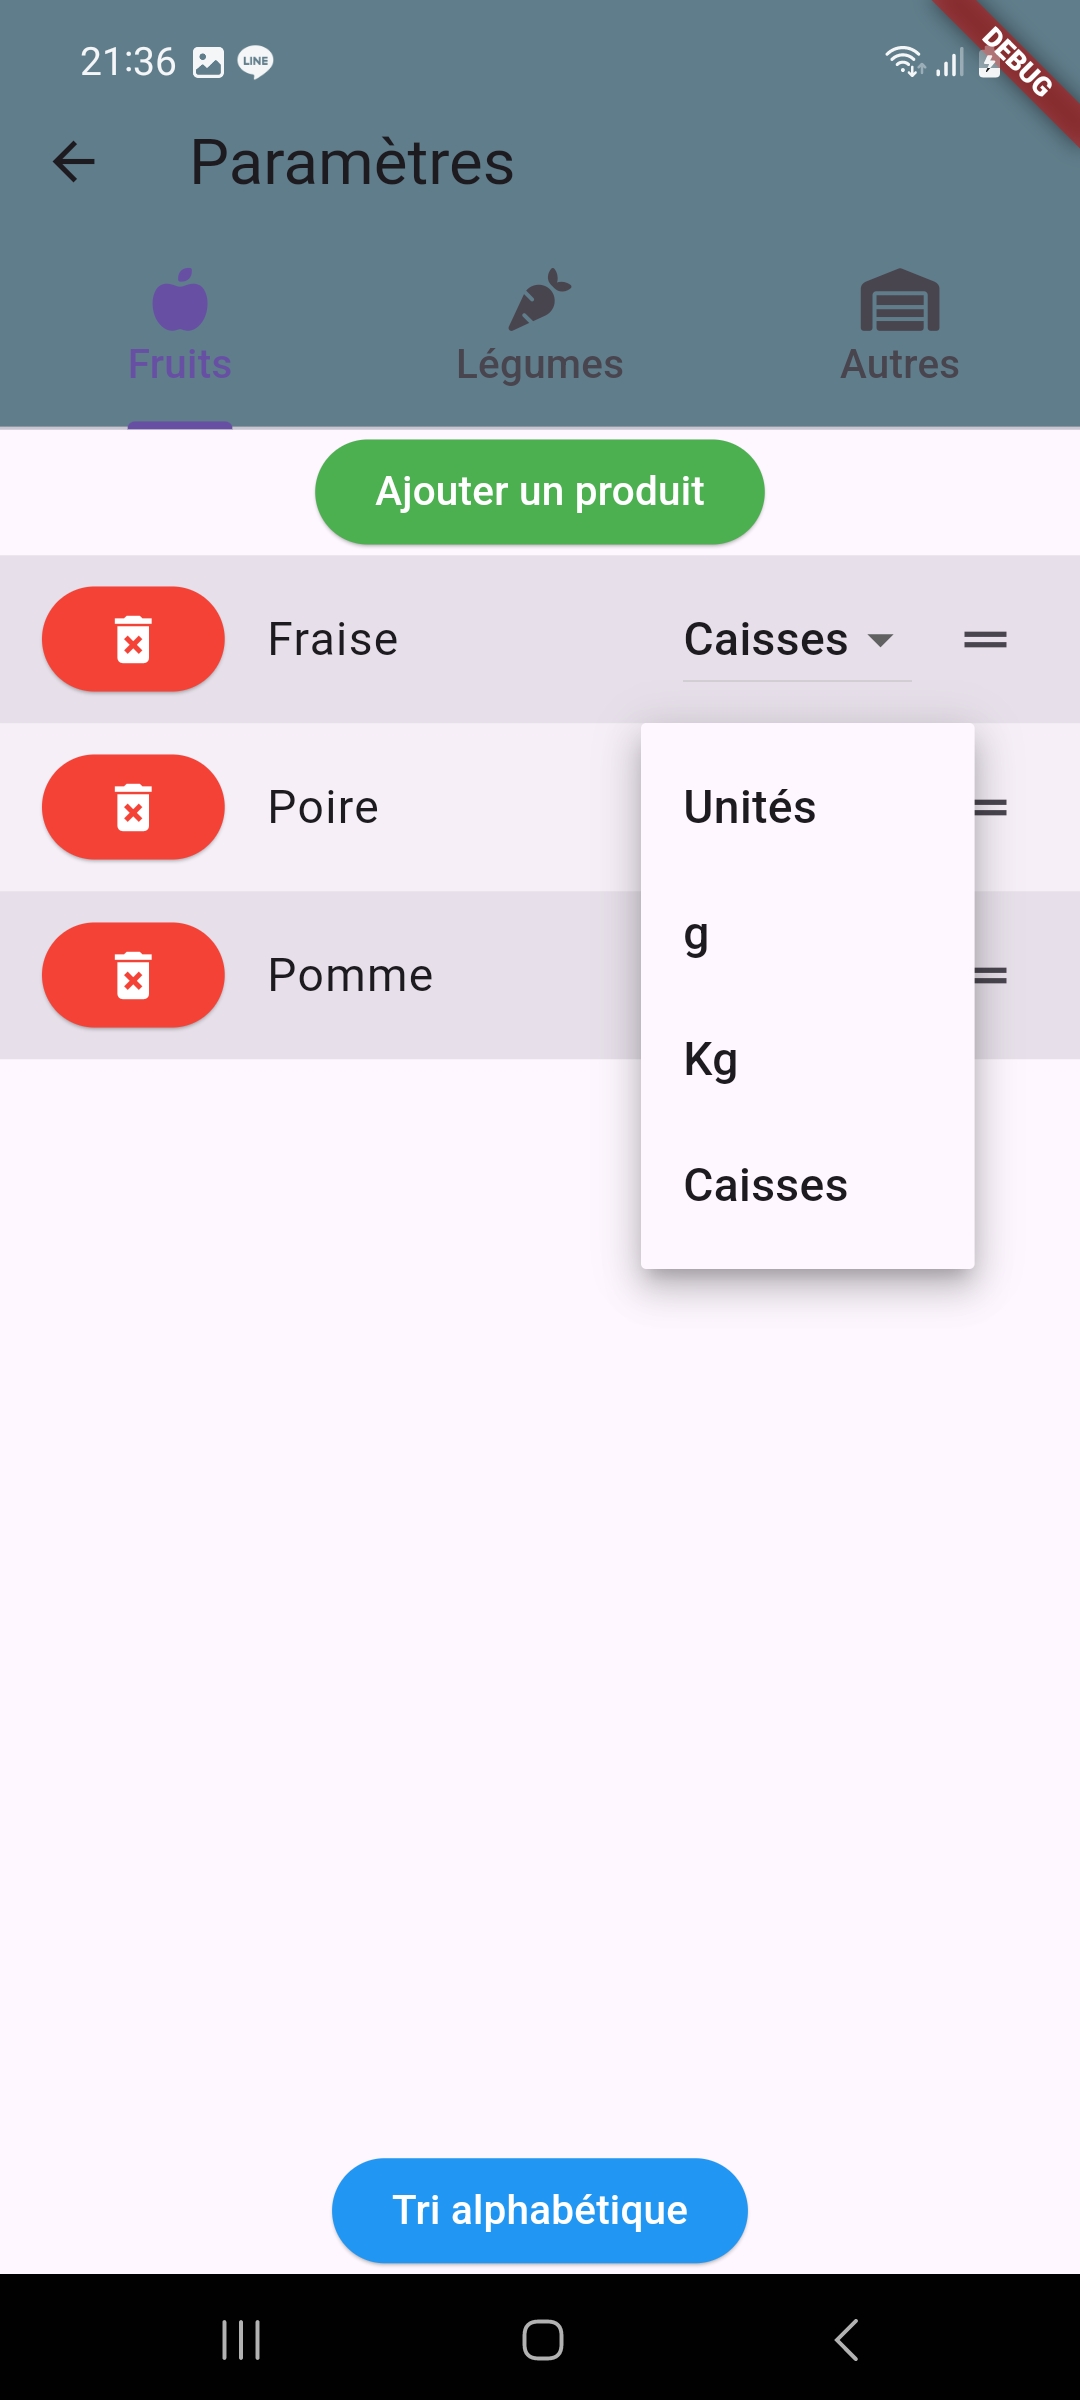 21:36 LINE
DEBUG
Paramètres
Fruits Légumes Autres
Ajouter un produit
Fraise Caisses
Poire Unités
g
Pomme
Kg
Caisses
Tri alphabétique